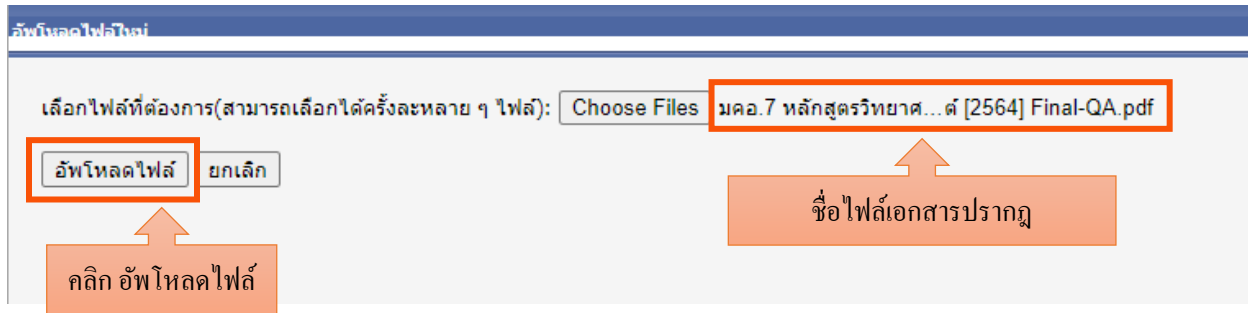 อัพโหลดไฟล์ใหม่
เลือกไฟล์ที่ต้องการ(สามารถเลือกได้ครั้งละหลาย ๆ ไฟล์): Choose Files มคอ.7 หลักสูตรวิทยาศ...ต์ [2564] Final-QA.pdf
อัพโหลดไฟล์ ยกเลิก
ชื่อไฟล์เอกสารปรากฎ
คลิก อัพโหลดไฟล์